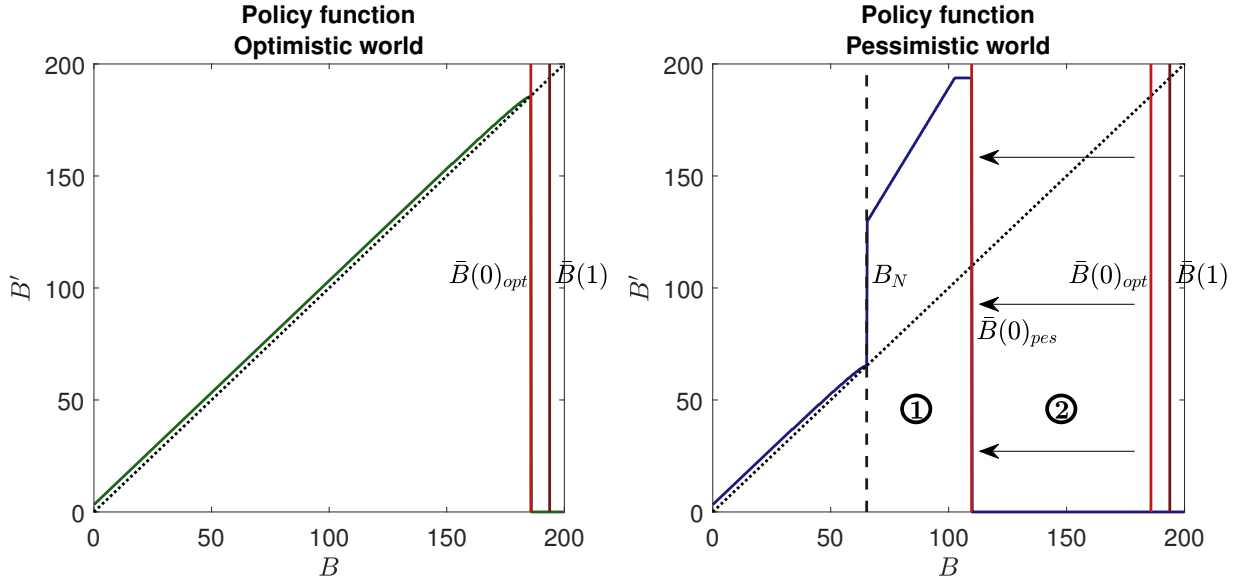 Policy function
Optimistic world
200
150
100
50
0
0
50
100
150
200
B'
B
B̄(0)opt
B̄(1)
Policy function
Pessimistic world
200
150
100
50
0
0
50
100
150
200
B'
B
B_N
B̄(0)pes
B̄(0)opt
B̄(1)
①
②